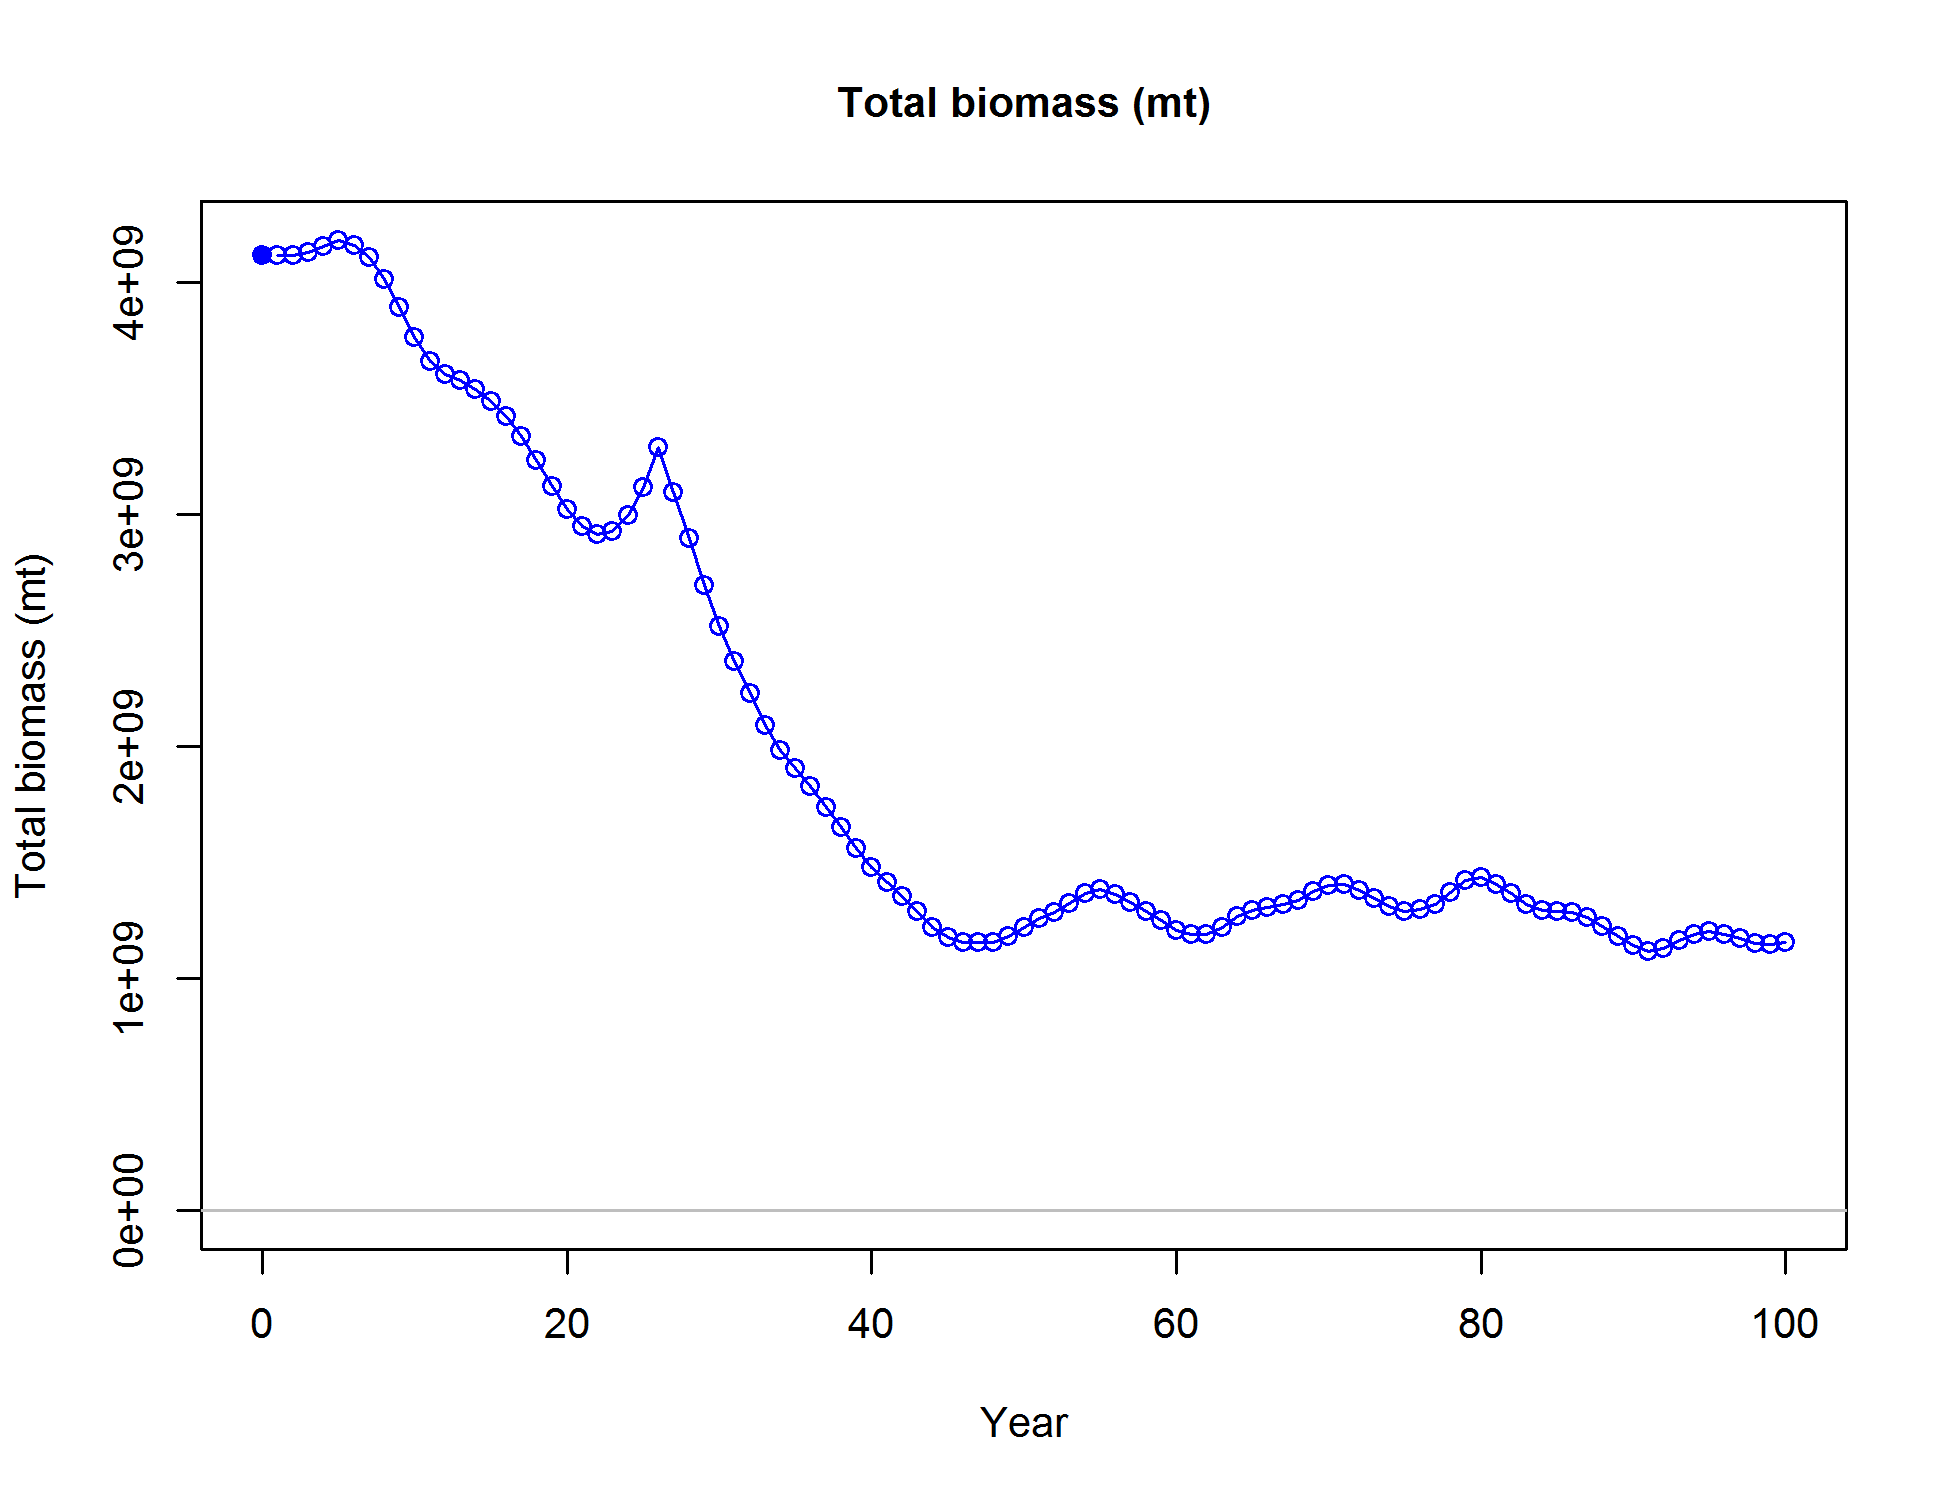 Total biomass (mt)
Total biomass (mt)
4e+09
3e+09
2e+09
1e+09
0e+00
0 20 40 60 80 100
Year